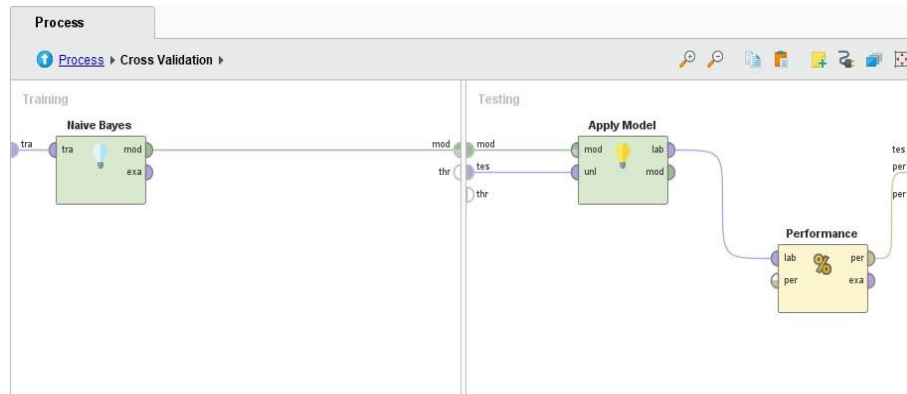 Process
Process ▸ Cross Validation ▸
Training
Testing
Naive Bayes
Apply Model
tra
tra
mod
exa
mod
thr
mod
tes
thr
mod
unl
lab
mod
tes
per
per
Performance
lab
per
%
per
exa